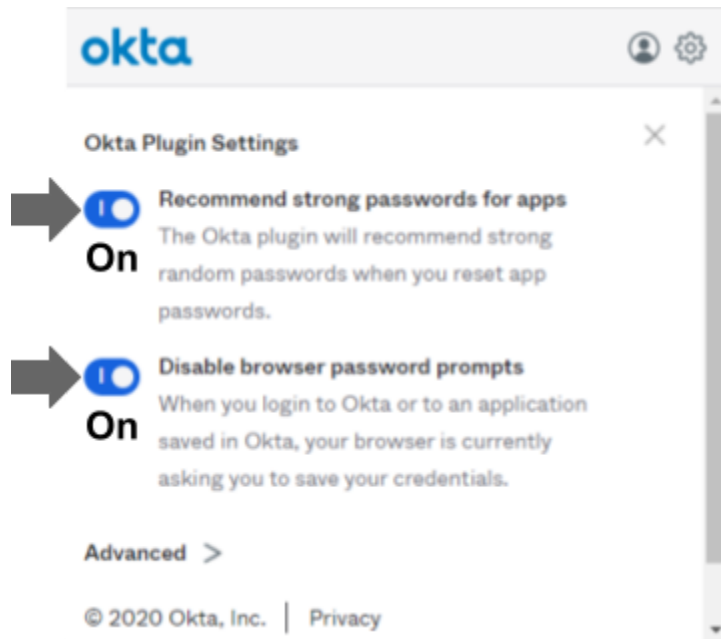 okta
Okta Plugin Settings
Recommend strong passwords for apps
On
The Okta plugin will recommend strong
random passwords when you reset app
passwords.
Disable browser password prompts
On
When you login to Okta or to an application
saved in Okta, your browser is currently
asking you to save your credentials.
Advanced >
© 2020 Okta, Inc. | Privacy